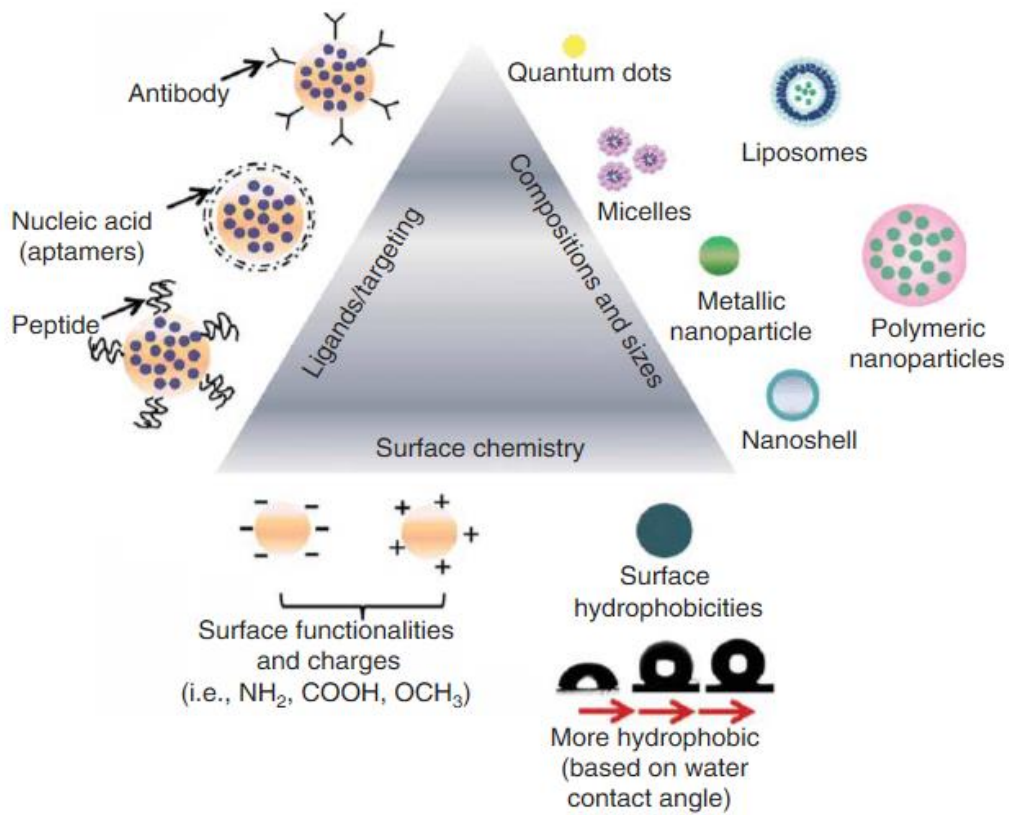 Antibody
Nucleic acid
(aptamers)
Peptide
Ligands/targeting
Compositions and sizes
Surface chemistry
Quantum dots
Liposomes
Micelles
Metallic
nanoparticle
Polymeric
nanoparticles
Nanoshell
- - - - - -
+ + + + +
Surface functionalities
and charges
(i.e., NH₂, COOH, OCH₃)
Surface
hydrophobicities
More hydrophobic
(based on water
contact angle)